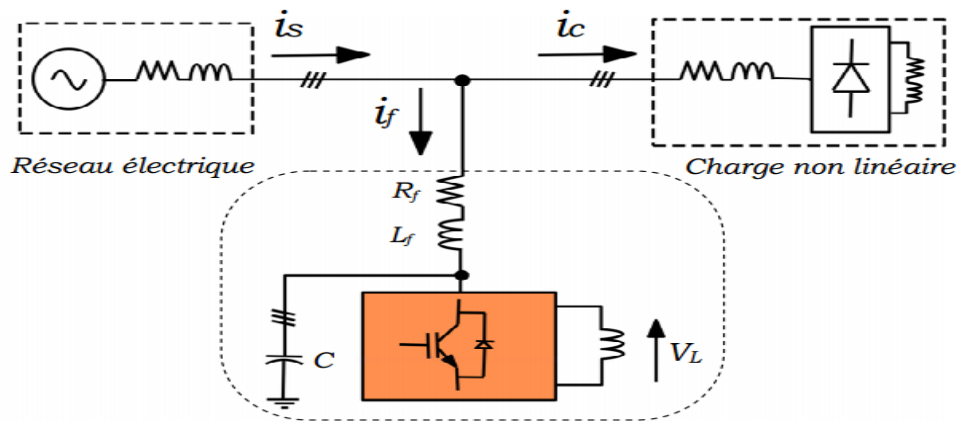 is
ic
if
Réseau électrique
Charge non linéaire
Rf
Lf
C
VL